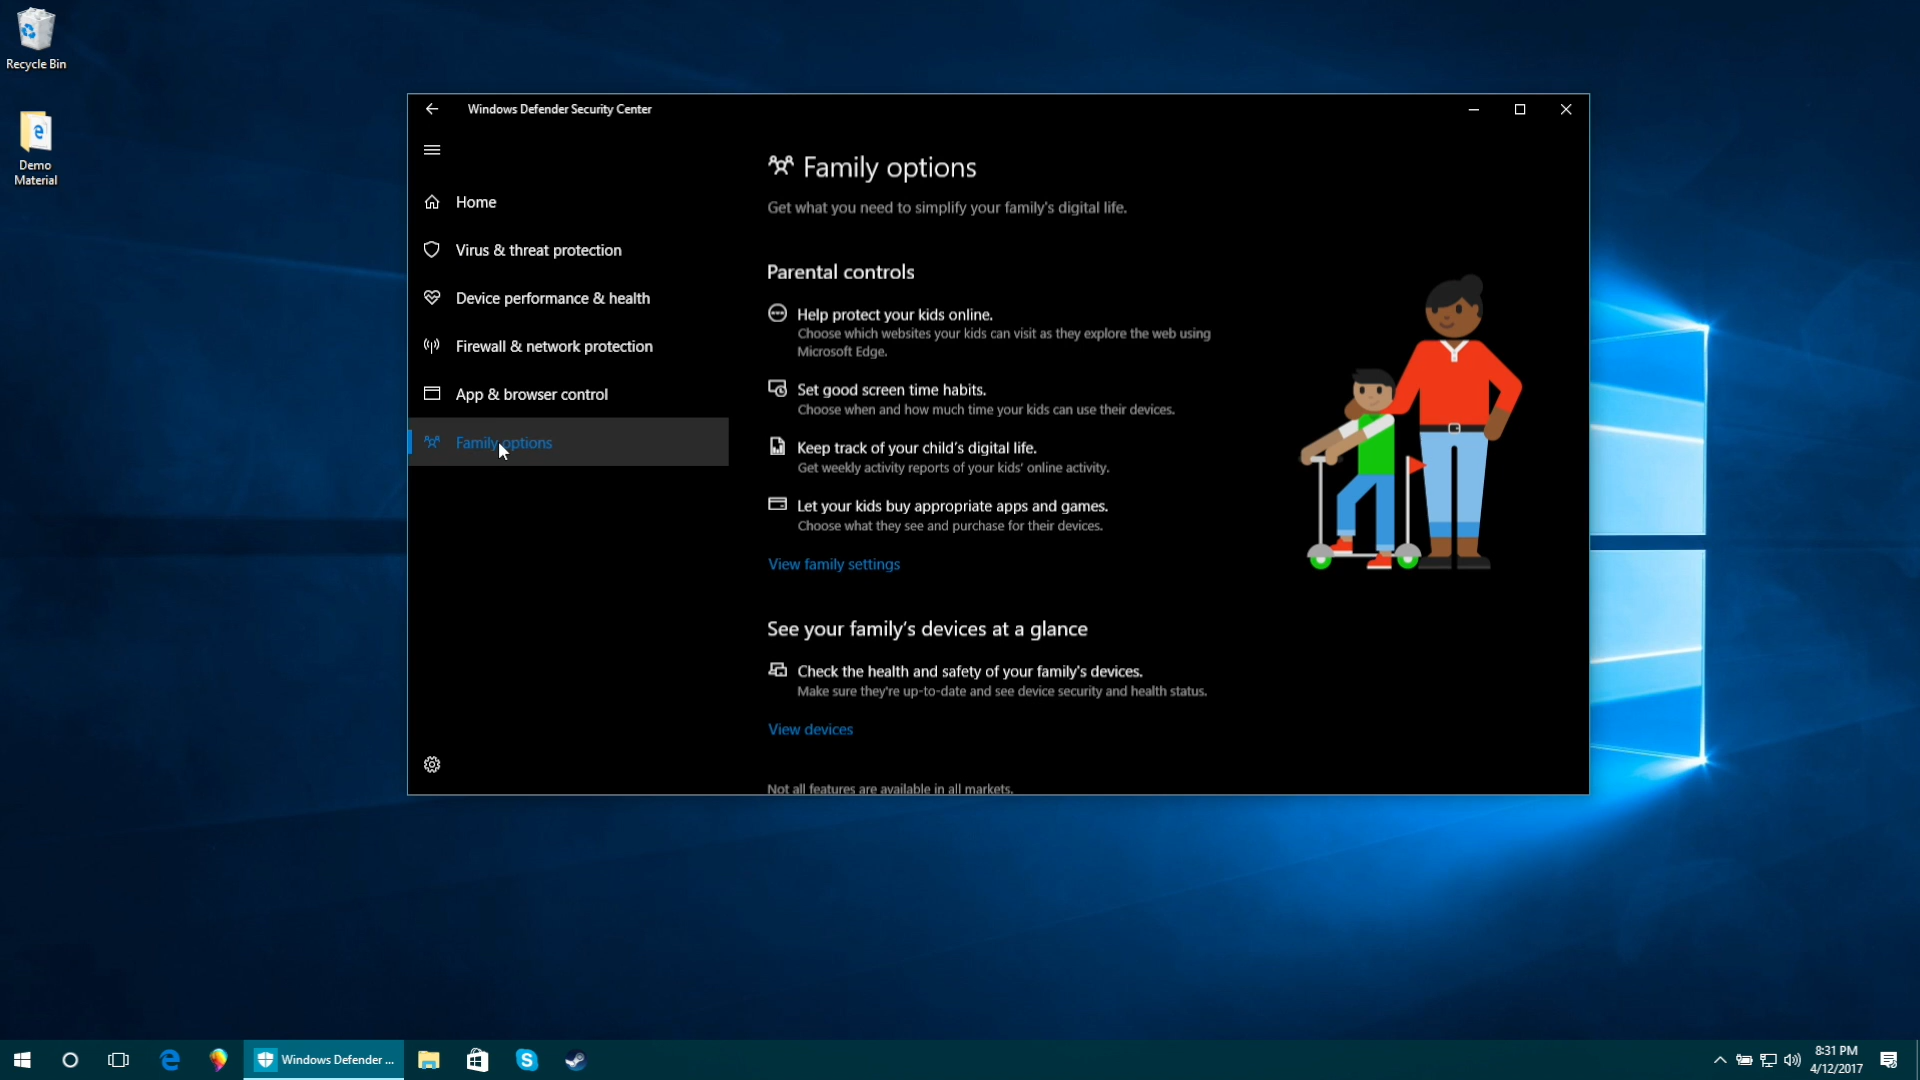 Recycle Bin
Demo
Material
Windows Defender Security Center
Home
Virus & threat protection
Device performance & health
Firewall & network protection
App & browser control
Family options
Family options
Get what you need to simplify your family's digital life.
Parental controls
Help protect your kids online.
Choose which websites your kids can visit as they explore the web using
Microsoft Edge.
Set good screen time habits.
Choose when and how much time your kids can use their devices.
Keep track of your child's digital life.
Get weekly activity reports of your kids' online activity.
Let your kids buy appropriate apps and games.
Choose what they see and purchase for their devices.
View family settings
See your family's devices at a glance
Check the health and safety of your family's devices.
Make sure they're up-to-date and see device security and health status.
View devices
Not all features are available in all markets.
Windows Defender ...
8:31 PM
4/12/2017